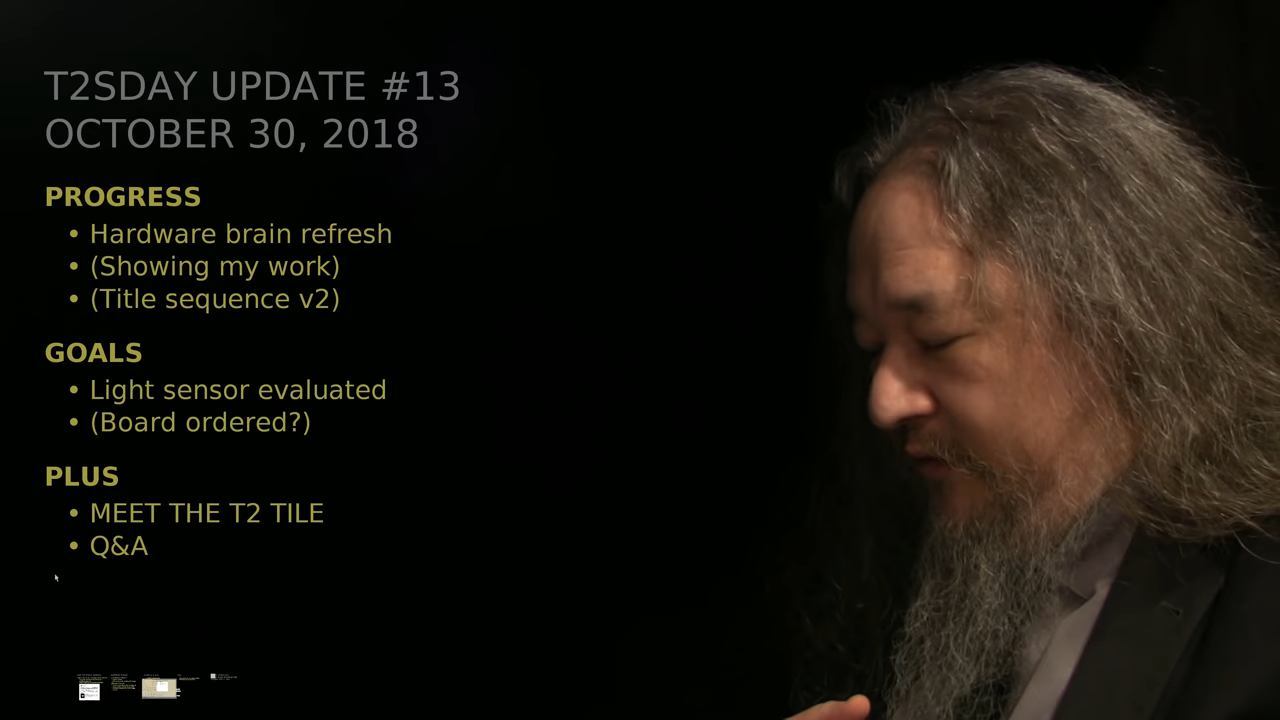 T2SDAY UPDATE #13
OCTOBER 30, 2018
PROGRESS
• Hardware brain refresh
• (Showing my work)
• (Title sequence v2)
GOALS
• Light sensor evaluated
• (Board ordered?)
PLUS
• MEET THE T2 TILE
• Q&A